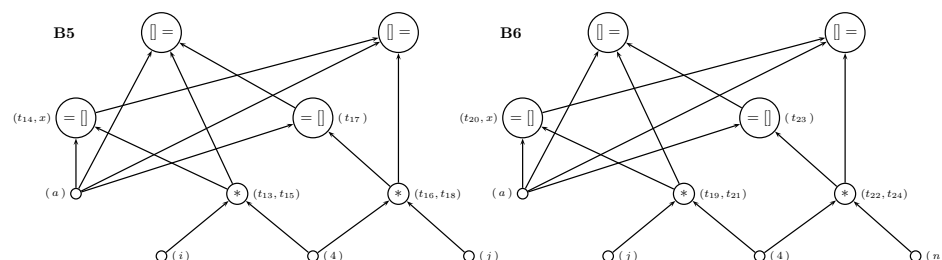 B5 [] = [] = B6 [] = [] =
(t14, x) = [] = [] (t17) (t20, x) = [] = [] (t23)
(a) * (t13, t15) * (t16, t18) (a) * (t19, t21) * (t22, t24)
(i) (4) (j) (j) (4) (n